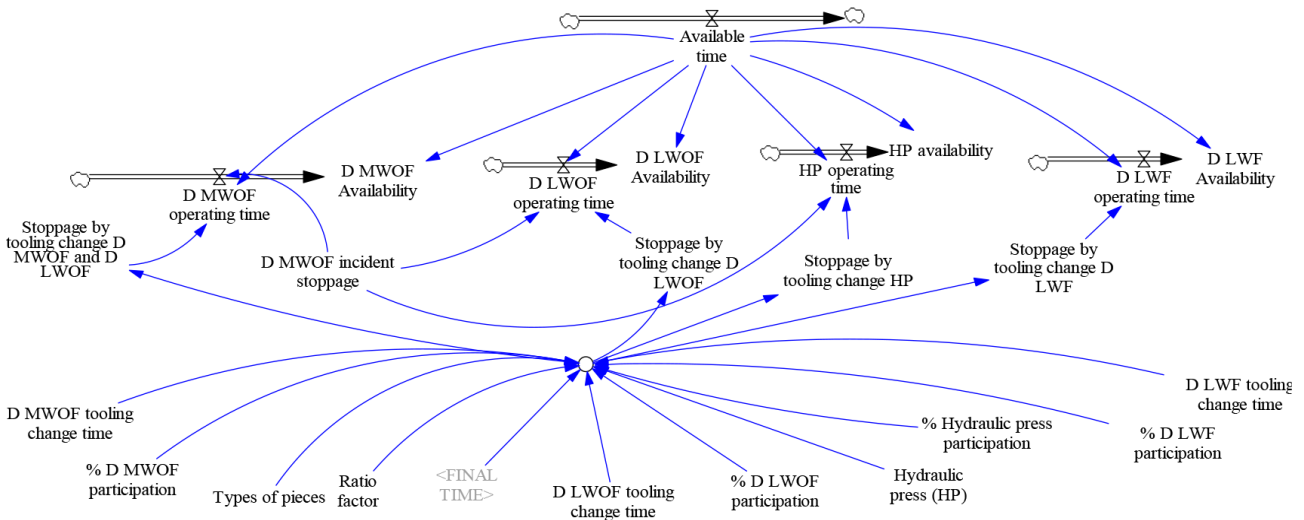 Available
time
D MWOF
Availability
D LWOF
Availability
HP availability
D LWF
Availability
D MWOF
operating time
D LWOF
operating time
HP operating
time
D LWF
operating time
Stoppage by
tooling change D
MWOF and D
LWOF
D MWOF incident
stoppage
Stoppage by
tooling change D
LWOF
Stoppage by
tooling change HP
Stoppage by
tooling change D
LWF
D MWOF tooling
change time
% D MWOF
participation
Types of pieces
Ratio
factor
<FINAL
TIME>
D LWOF tooling
change time
% D LWOF
participation
Hydraulic
press (HP)
% Hydraulic press
participation
% D LWF
participation
D LWF tooling
change time